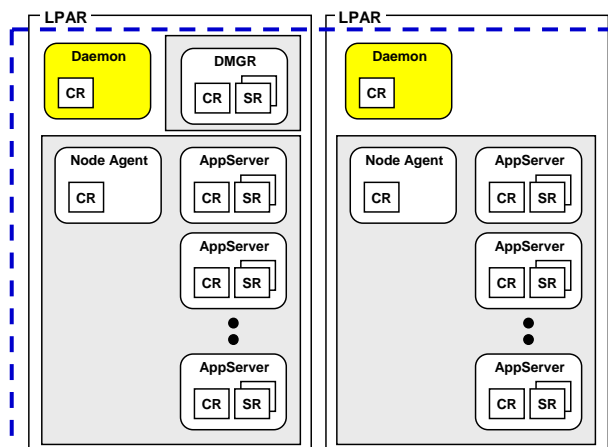 LPAR LPAR
Daemon DMGR Daemon
CR CR SR CR
Node Agent AppServer Node Agent AppServer
CR CR SR CR CR SR
AppServer AppServer
CR SR CR SR
AppServer AppServer
CR SR CR SR